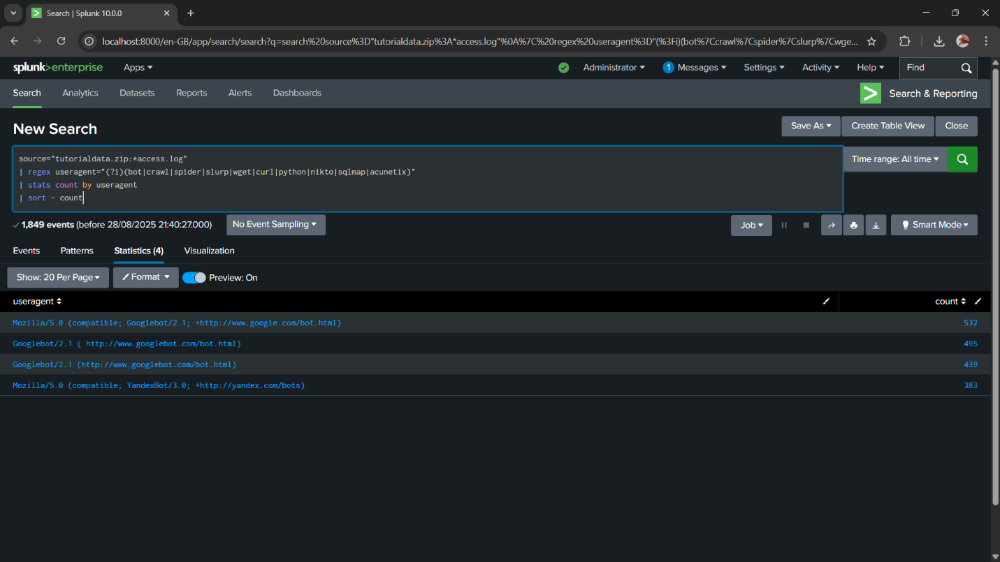 Search | Splunk 10.0.0
localhost:8000/en-GB/app/search/search?q=search%20source%3D"tutorialdata.zip%3A*access.log"%0A%7C%20regex%20useragent%3D"(%3Fi)(bot%7Ccrawl%7Cspider%7Cslurp%7Cwge...
splunk>enterprise Apps Administrator 1 Messages Settings Activity Help Find
Search Analytics Datasets Reports Alerts Dashboards > Search & Reporting
New Search Save As Create Table View Close
source="tutorialdata.zip:*access.log"
| regex useragent="(?i)(bot|crawl|spider|slurp|wget|curl|python|nikto|sqlmap|acunetix)"
| stats count by useragent
| sort - count
Time range: All time
1,849 events (before 28/08/2025 21:40:27.000) No Event Sampling Job Smart Mode
Events Patterns Statistics (4) Visualization
Show: 20 Per Page Format Preview: On
useragent count
Mozilla/5.0 (compatible; Googlebot/2.1; +http://www.google.com/bot.html) 532
Googlebot/2.1 ( http://www.googlebot.com/bot.html) 495
Googlebot/2.1 (http://www.googlebot.com/bot.html) 439
Mozilla/5.0 (compatible; YandexBot/3.0; +http://yandex.com/bots) 383